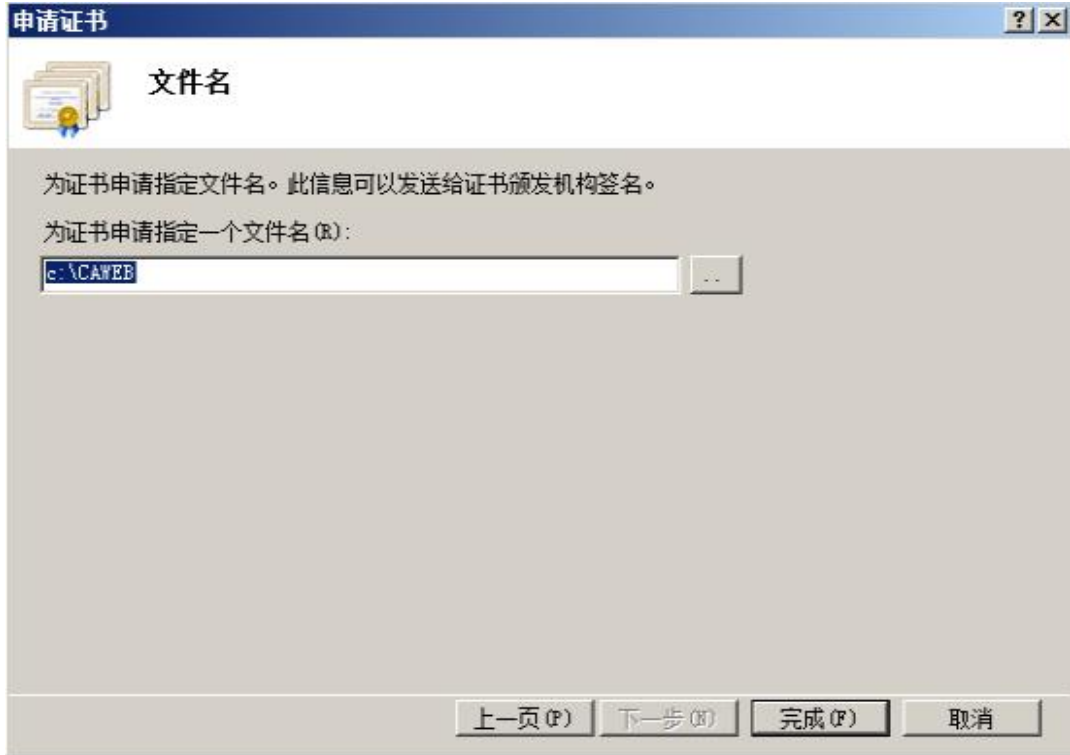 申请证书
文件名
为证书申请指定文件名。此信息可以发送给证书颁发机构签名。
为证书申请指定一个文件名(R):
c:\CAWEB
..
上一页(P) 下一步(N) 完成(F) 取消